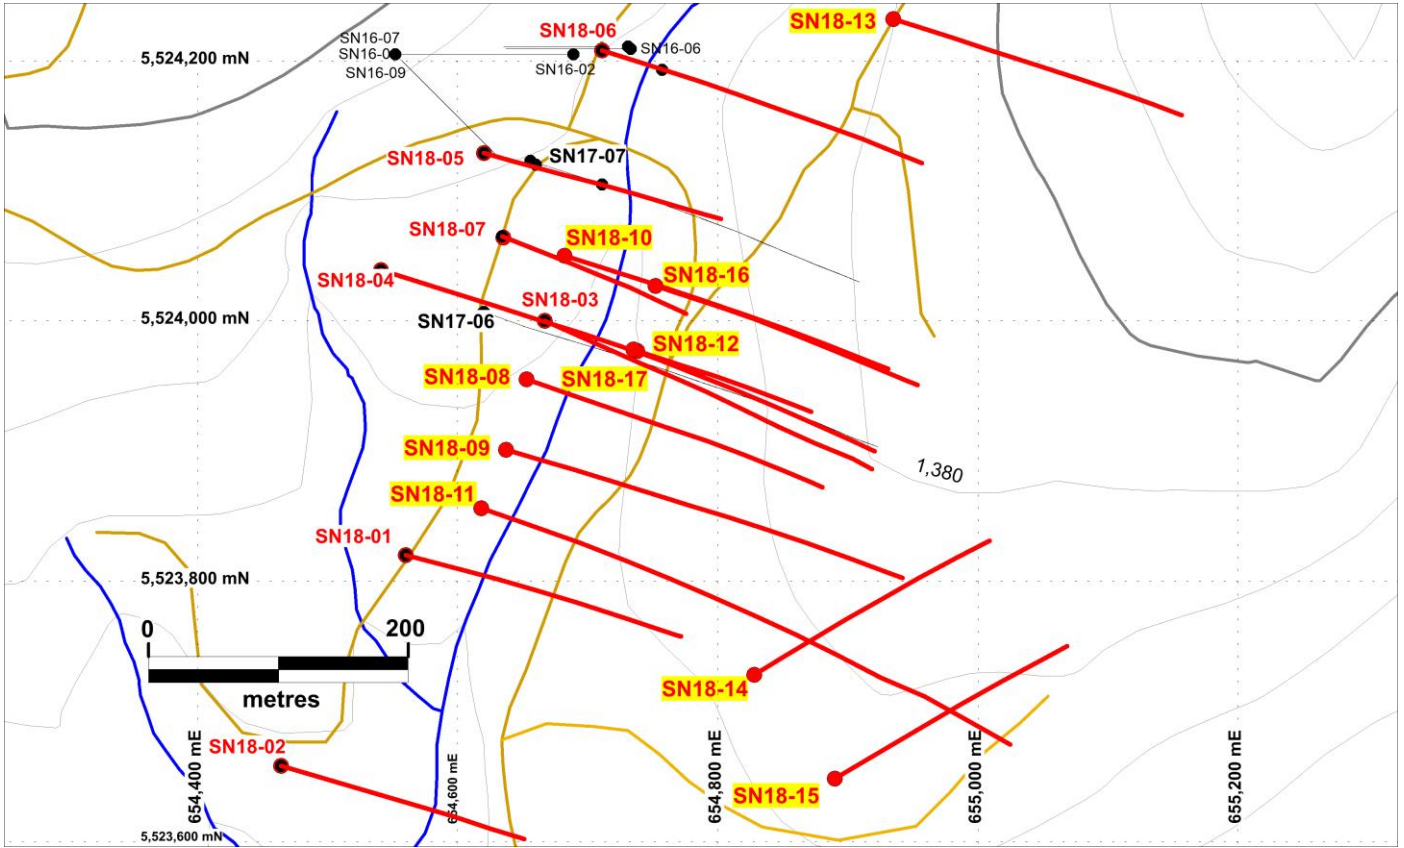 SN18-13
SN16-07
SN18-06
SN16-0
SN16-06
5,524,200 mN
SN16-09
SN16-02
SN18-05
SN17-07
SN18-07
SN18-10
SN18-16
SN18-04
SN18-03
5,524,000 mN
SN17-06
SN18-12
SN18-08
SN18-17
SN18-09
1,380
SN18-11
SN18-01
5,523,800 mN
0
200
metres
SN18-14
SN18-02
SN18-15
654,400 mE
654,600 mE
654,800 mE
655,000 mE
655,200 mE
5,523,600 mN